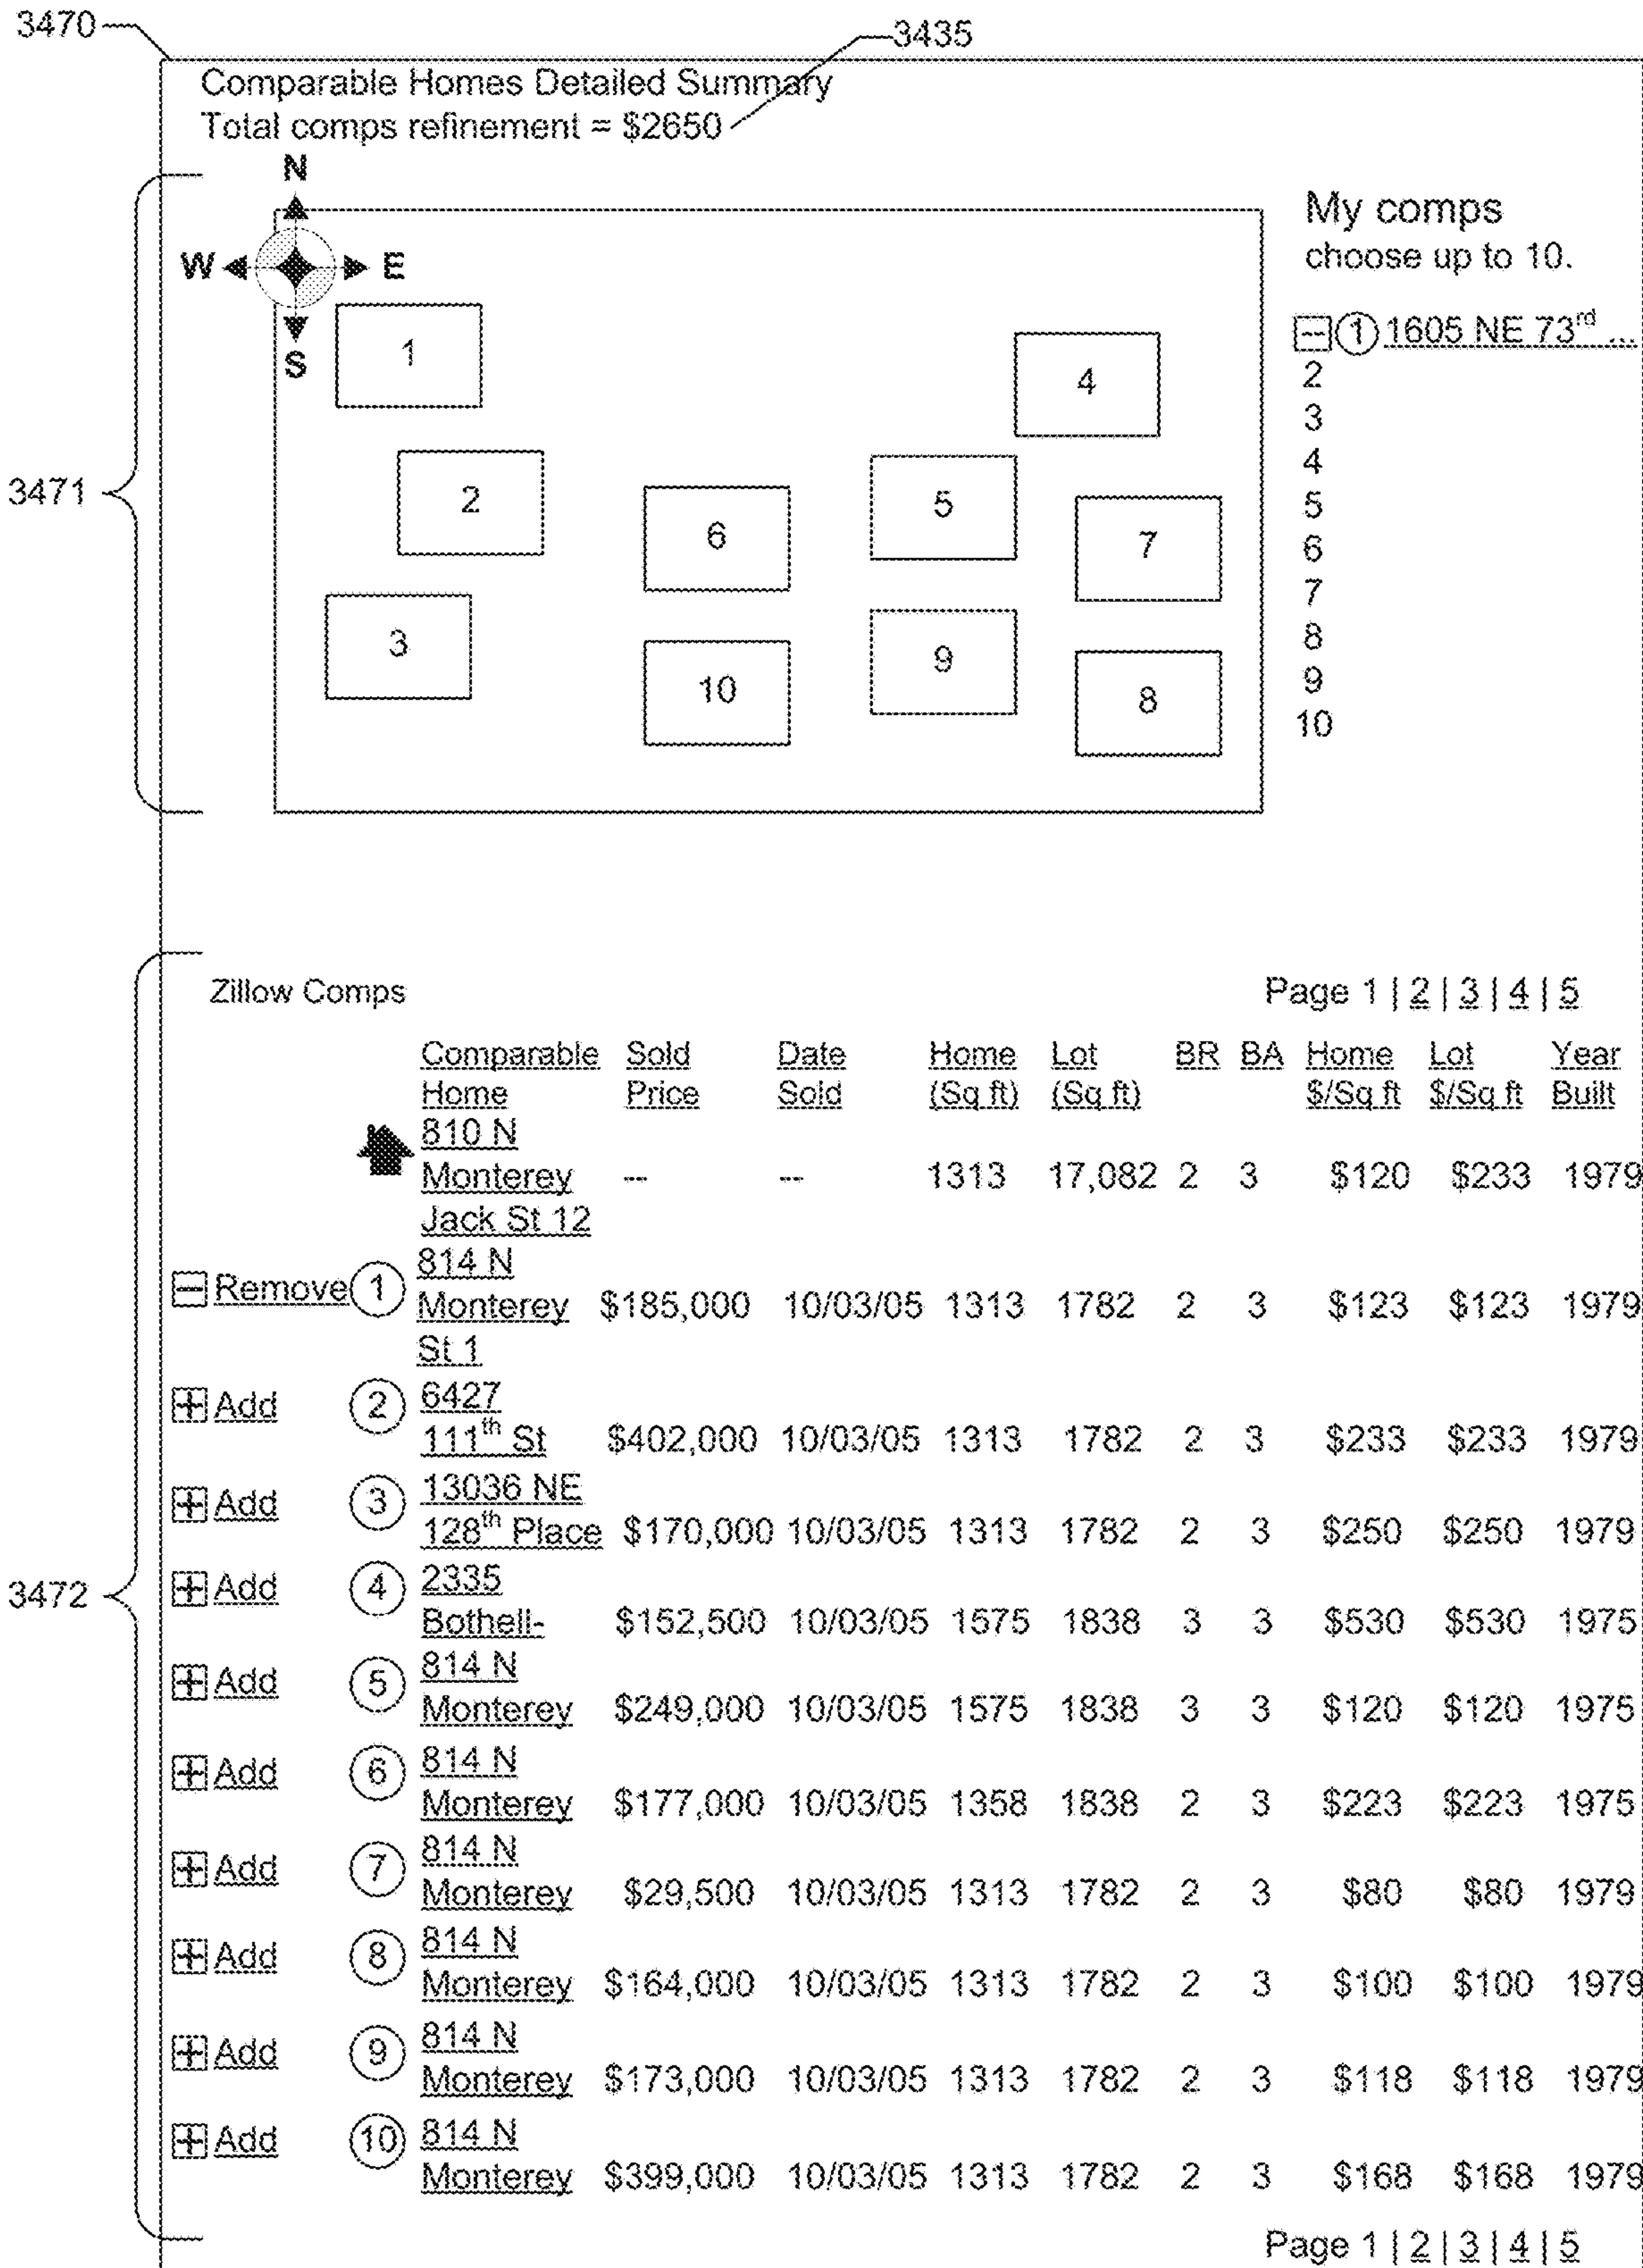 3470
3435
Comparable Homes Detailed Summary
Total comps refinement = $2650
N
W E
S
3471
1
2
3
4
5
6
7
8
9
10
My comps
choose up to 10.
1 1605 NE 73rd ...
2
3
4
5
6
7
8
9
10
3472
Zillow Comps Page 1 | 2 | 3 | 4 | 5
Comparable Sold Date Home Lot BR BA Home Lot Year
Home Price Sold (Sq ft) (Sq ft) $/Sq ft $/Sq ft Built
810 N
Monterey -- -- 1313 17,082 2 3 $120 $233 1979
Jack St 12
Remove 1 814 N
Monterey $185,000 10/03/05 1313 1782 2 3 $123 $123 1979
St 1
Add 2 6427
111th St $402,000 10/03/05 1313 1782 2 3 $233 $233 1979
Add 3 13036 NE
128th Place $170,000 10/03/05 1313 1782 2 3 $250 $250 1979
Add 4 2335
Bothell- $152,500 10/03/05 1575 1838 3 3 $530 $530 1975
Add 5 814 N
Monterey $249,000 10/03/05 1575 1838 3 3 $120 $120 1975
Add 6 814 N
Monterey $177,000 10/03/05 1358 1838 2 3 $223 $223 1975
Add 7 814 N
Monterey $29,500 10/03/05 1313 1782 2 3 $80 $80 1979
Add 8 814 N
Monterey $164,000 10/03/05 1313 1782 2 3 $100 $100 1979
Add 9 814 N
Monterey $173,000 10/03/05 1313 1782 2 3 $118 $118 1979
Add 10 814 N
Monterey $399,000 10/03/05 1313 1782 2 3 $168 $168 1979
Page 1 | 2 | 3 | 4 | 5